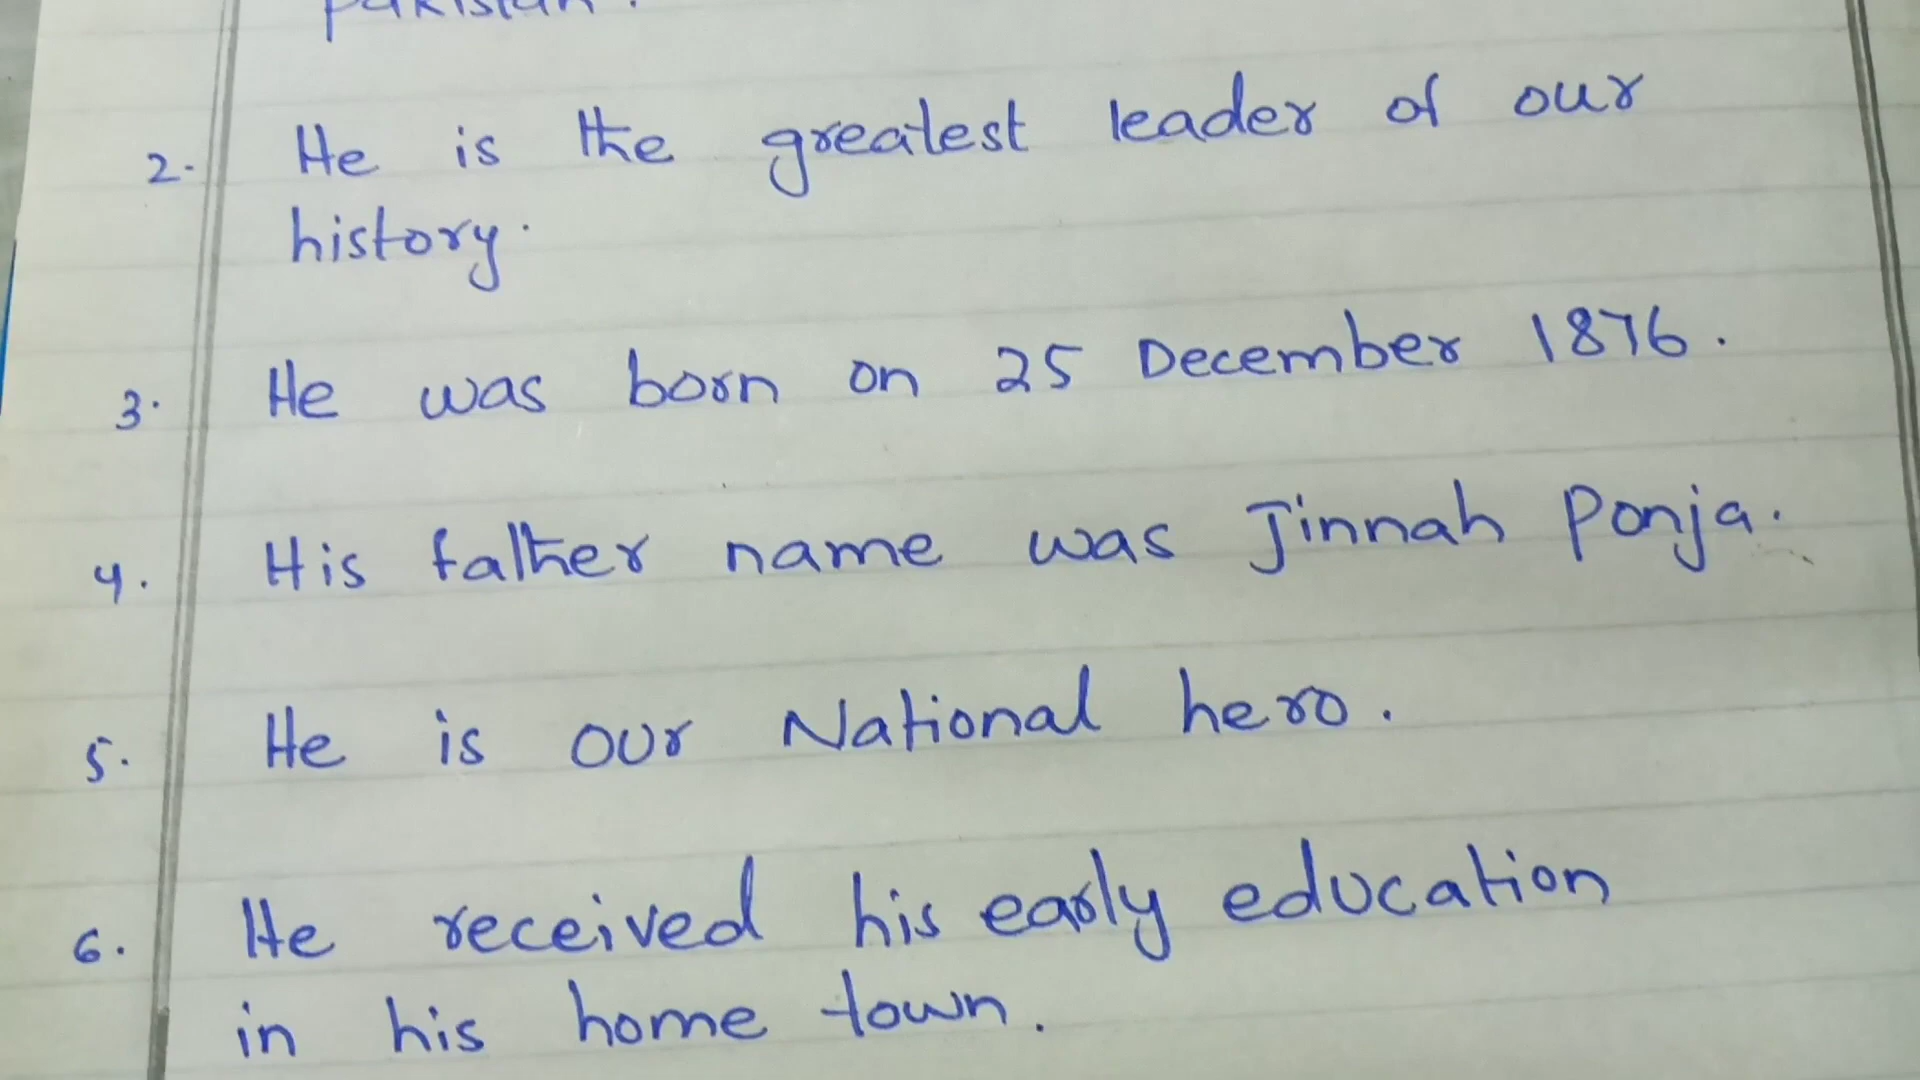 Pakistan.
2. He is the greatest leader of our
history.
3. He was born on 25 December 1876.
4. His father name was Jinnah Ponja.
5. He is our National hero.
6. He received his early education
in his home town.